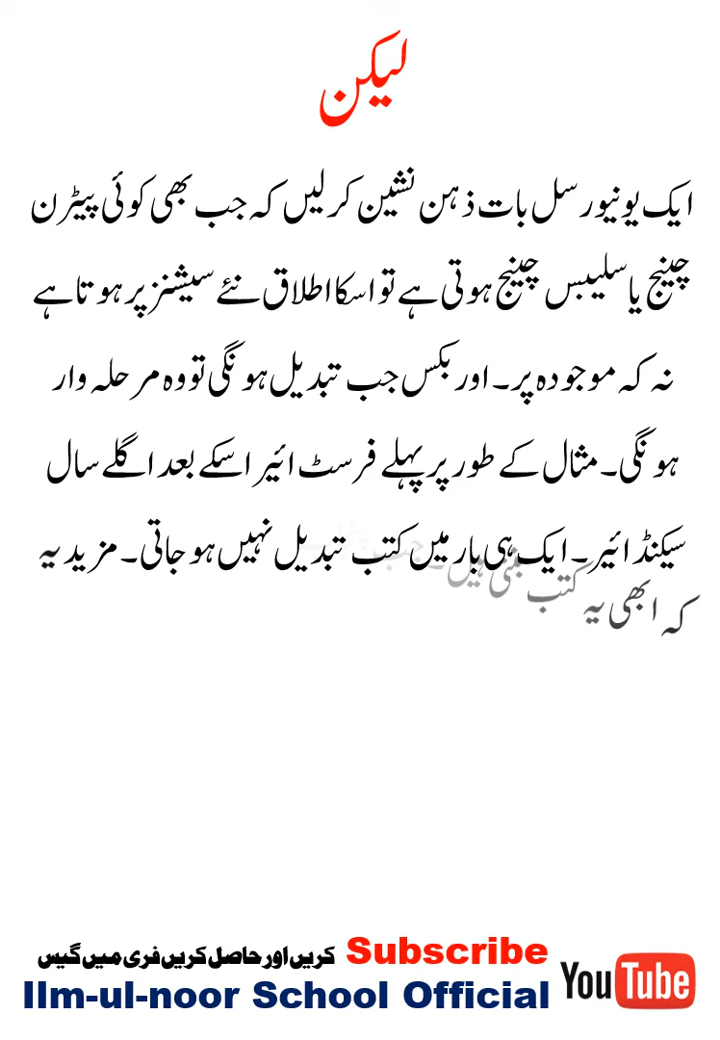 لیکن
ایک یونیورسل بات ذہن نشین کرلیں کہ جب بھی کوئی پیٹرن
چینج یا سلیبس چینج ہوتی ہے تو اسکا اطلاق نئے سیشنز پر ہوتا ہے
نہ کہ موجودہ پر۔ اور بکس جب تبدیل ہونگی تو وہ مرحلہ وار
ہونگی۔ مثال کے طور پر پہلے فرسٹ ائیر اسکے بعد اگلے سال
سیکنڈ ائیر۔ ایک ہی بار میں کتب تبدیل نہیں ہو جاتی۔ مزید یہ
کہ ابھی یہ کتب بنی ہیں۔
Subscribe کریں اور حاصل کریں فری میں گیس
Ilm-ul-noor School Official
YouTube